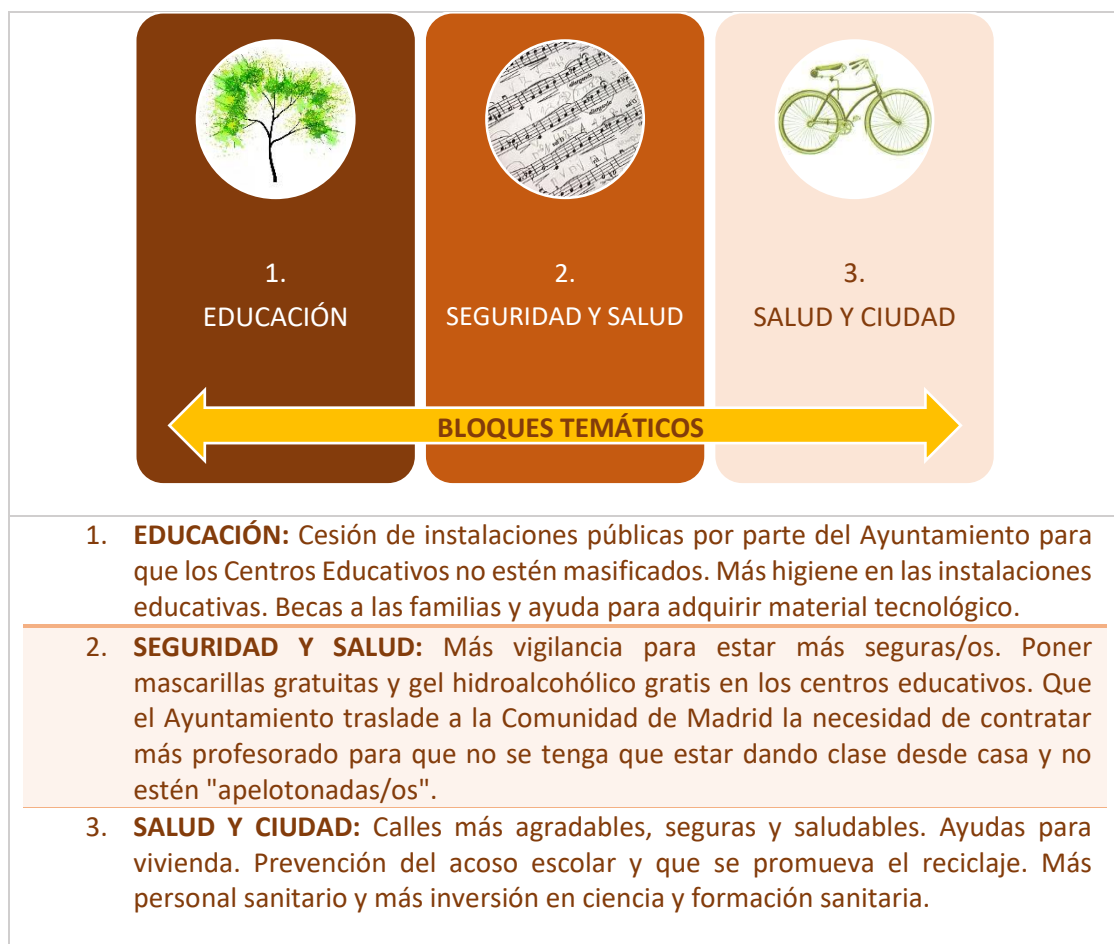 1.
EDUCACIÓN
2.
SEGURIDAD Y SALUD
3.
SALUD Y CIUDAD
BLOQUES TEMÁTICOS
1. EDUCACIÓN: Cesión de instalaciones públicas por parte del Ayuntamiento para
que los Centros Educativos no estén masificados. Más higiene en las instalaciones
educativas. Becas a las familias y ayuda para adquirir material tecnológico.
2. SEGURIDAD Y SALUD: Más vigilancia para estar más seguras/os. Poner
mascarillas gratuitas y gel hidroalcohólico gratis en los centros educativos. Que
el Ayuntamiento traslade a la Comunidad de Madrid la necesidad de contratar
más profesorado para que no se tenga que estar dando clase desde casa y no
estén "apelotonadas/os".
3. SALUD Y CIUDAD: Calles más agradables, seguras y saludables. Ayudas para
vivienda. Prevención del acoso escolar y que se promueva el reciclaje. Más
personal sanitario y más inversión en ciencia y formación sanitaria.